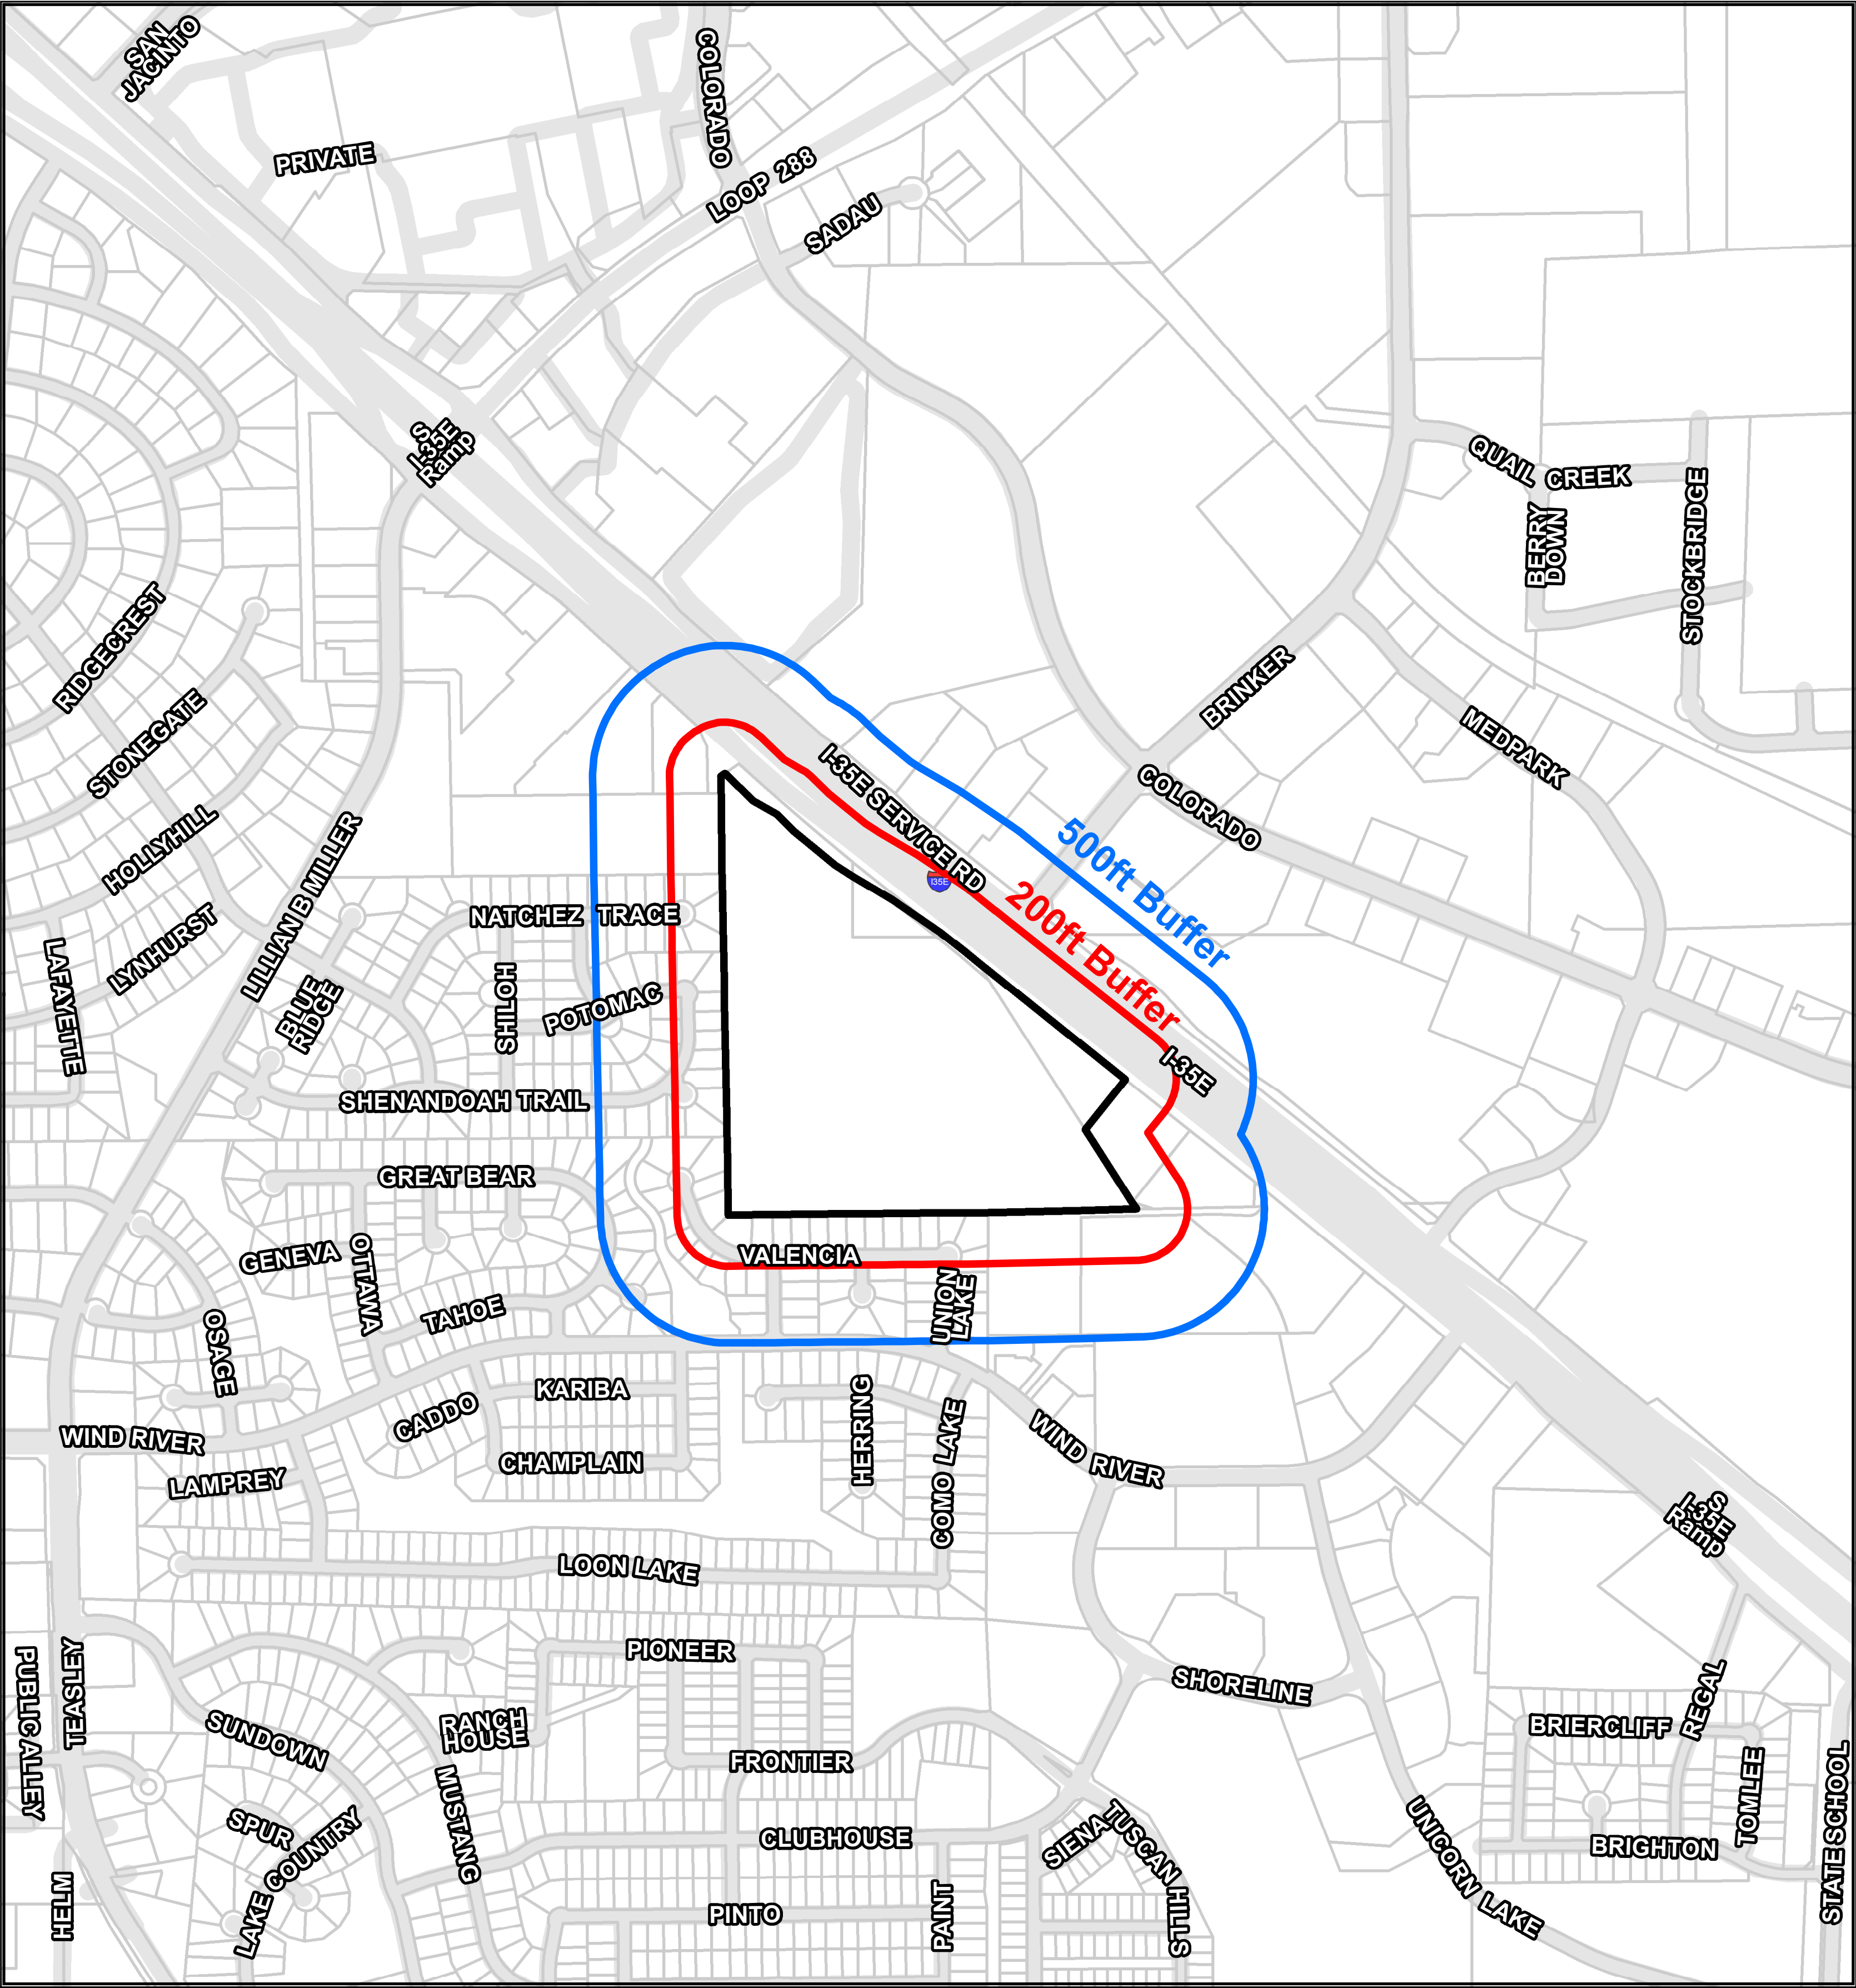 SAN
JACINTO
COLORADO
PRIVATE
LOOP 288
SADAU
S
I-35E
Ramp
QUAIL CREEK
BERRY
DOWN
STOCKBRIDGE
RIDGECREST
STONEGATE
BRINKER
MEDPARK
HOLLYHILL
I-35E SERVICE RD
I35E
COLORADO
500ft Buffer
200ft Buffer
LILLIAN B MILLER
LYNHURST
LAFAYETTE
NATCHEZ TRACE
BLUE
RIDGE
SHILOH
POTOMAC
I-35E
SHENANDOAH TRAIL
GREAT BEAR
GENEVA
OTTAWA
VALENCIA
UNION
LAKE
TAHOE
OSAGE
KARIBA
CADDO
HERRING
COMO LAKE
WIND RIVER
WIND RIVER
CHAMPLAIN
LAMPREY
S
I-35E
Ramp
LOON LAKE
PUBLIC ALLEY
TEASLEY
PIONEER
SHORELINE
REGAL
RANCH
HOUSE
SUNDOWN
BRIERCLIFF
FRONTIER
MUSTANG
TOMLEE
STATE SCHOOL
SPUR
LAKE COUNTRY
CLUBHOUSE
SIENA
TUSCAN HILLS
UNICORN LAKE
BRIGHTON
HELM
PINTO
PAINT